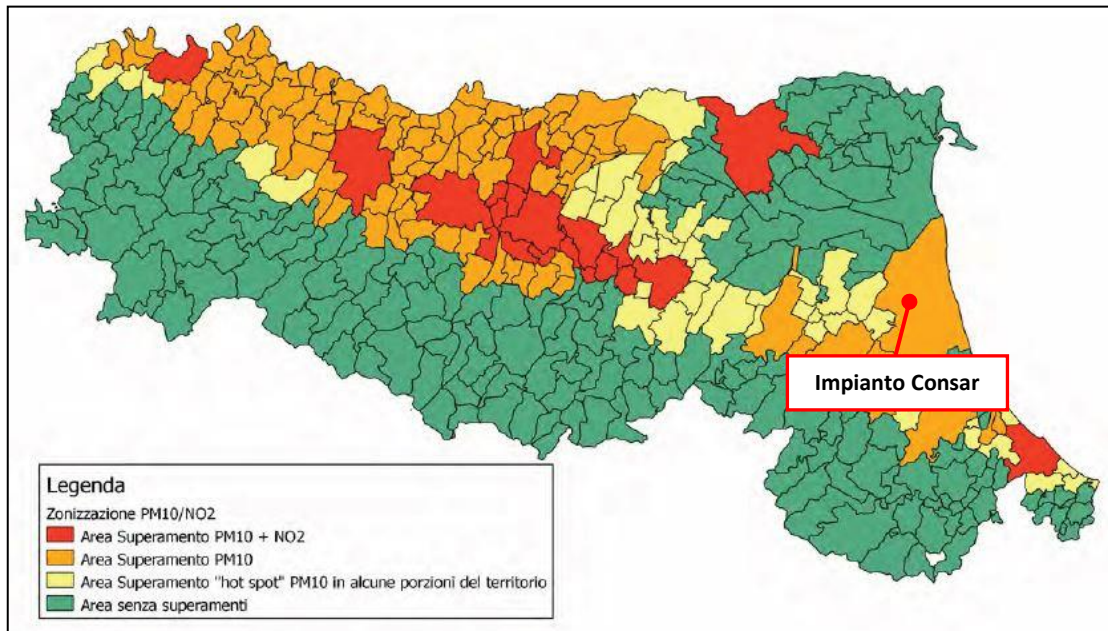 Impianto Consar
Legenda
Zonizzazione PM10/NO2
Area Superamento PM10 + NO2
Area Superamento PM10
Area Superamento "hot spot" PM10 in alcune porzioni del territorio
Area senza superamenti